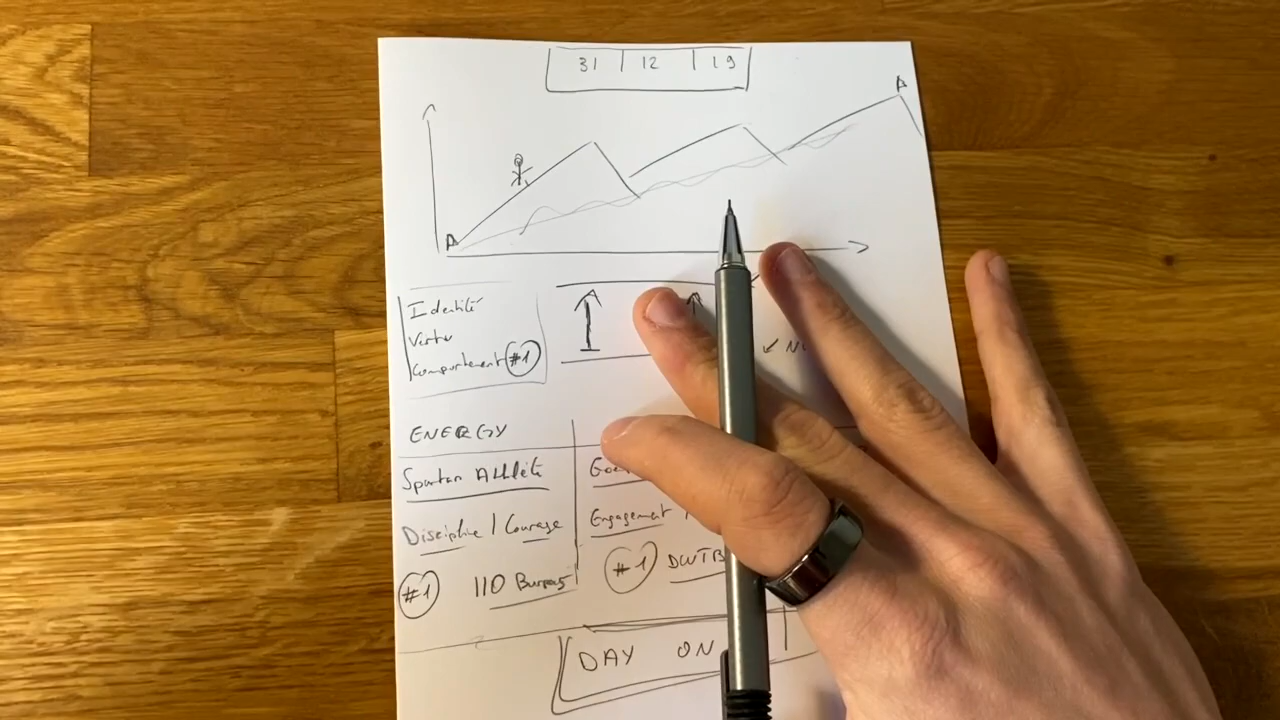 31 | 12 | 19
A
A
Identité
Virtu
Comportement #1
ENERGY
Spartan Athlète
Discipline / Courage
Engagement
#1 110 Burpees
#1 DWTB
DAY ON